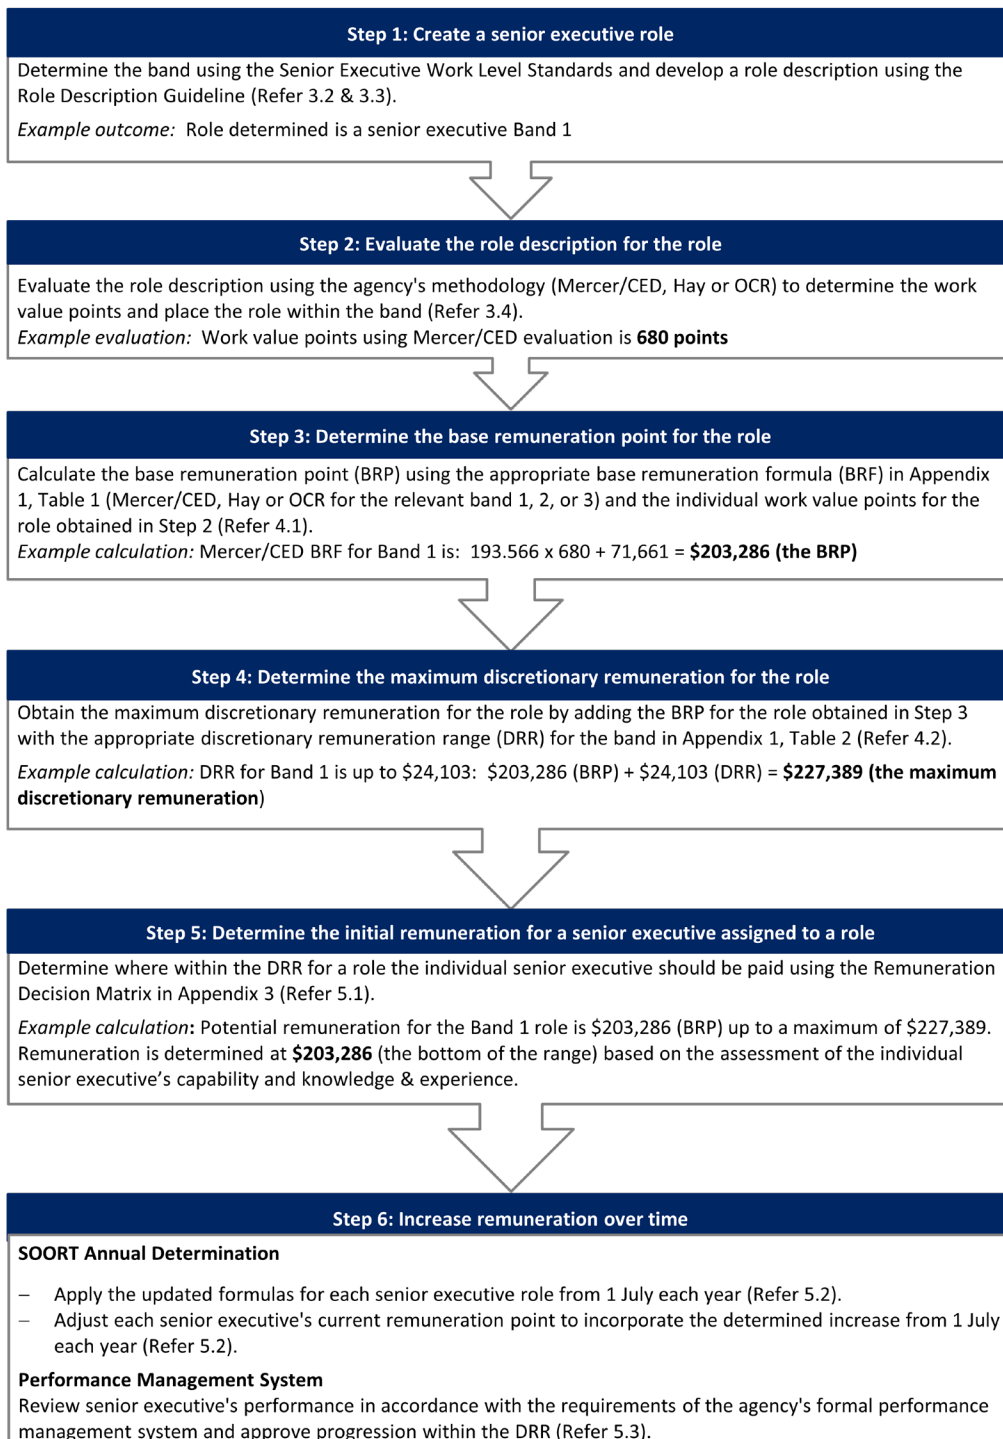 Step 1: Create a senior executive role
Determine the band using the Senior Executive Work Level Standards and develop a role description using the
Role Description Guideline (Refer 3.2 & 3.3).
Example outcome:  Role determined is a senior executive Band 1
Step 2: Evaluate the role description for the role
Evaluate the role description using the agency's methodology (Mercer/CED, Hay or OCR) to determine the work
value points and place the role within the band (Refer 3.4).
Example evaluation:  Work value points using Mercer/CED evaluation is 680 points
Step 3: Determine the base remuneration point for the role
Calculate the base remuneration point (BRP) using the appropriate base remuneration formula (BRF) in Appendix
1, Table 1 (Mercer/CED, Hay or OCR for the relevant band 1, 2, or 3) and the individual work value points for the
role obtained in Step 2 (Refer 4.1).
Example calculation: Mercer/CED BRF for Band 1 is:  193.566 x 680 + 71,661 = $203,286 (the BRP)
Step 4: Determine the maximum discretionary remuneration for the role
Obtain the maximum discretionary remuneration for the role by adding the BRP for the role obtained in Step 3
with the appropriate discretionary remuneration range (DRR) for the band in Appendix 1, Table 2 (Refer 4.2).
Example calculation: DRR for Band 1 is up to $24,103:  $203,286 (BRP) + $24,103 (DRR) = $227,389 (the maximum
discretionary remuneration)
Step 5: Determine the initial remuneration for a senior executive assigned to a role
Determine where within the DRR for a role the individual senior executive should be paid using the Remuneration
Decision Matrix in Appendix 3 (Refer 5.1).
Example calculation: Potential remuneration for the Band 1 role is $203,286 (BRP) up to a maximum of $227,389.
Remuneration is determined at $203,286 (the bottom of the range) based on the assessment of the individual
senior executive’s capability and knowledge & experience.
Step 6: Increase remuneration over time
SOORT Annual Determination
– Apply the updated formulas for each senior executive role from 1 July each year (Refer 5.2).
– Adjust each senior executive's current remuneration point to incorporate the determined increase from 1 July
each year (Refer 5.2).
Performance Management System
Review senior executive's performance in accordance with the requirements of the agency's formal performance
management system and approve progression within the DRR (Refer 5.3).